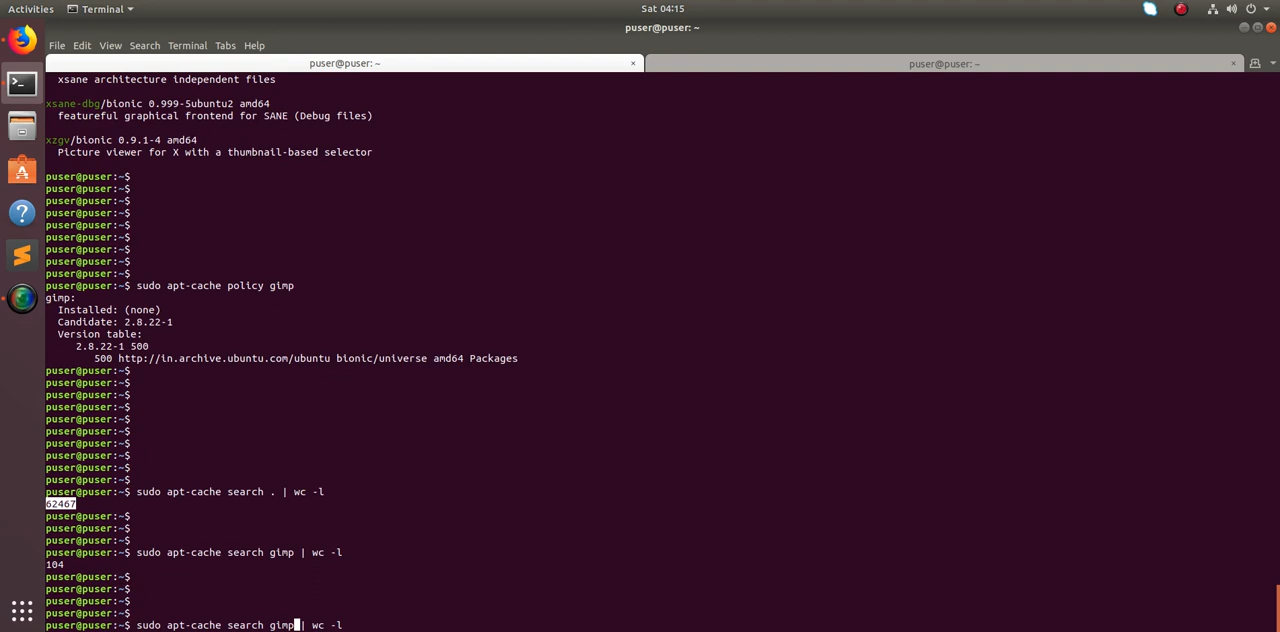 Activities
Terminal
Sat 04:15
puser@puser: ~
File Edit View Search Terminal Tabs Help
puser@puser: ~ ×
puser@puser: ~ ×
xsane architecture independent files
xsane-dbg/bionic 0.999-5ubuntu2 amd64
featureful graphical frontend for SANE (Debug files)
xzgv/bionic 0.9.1-4 amd64
Picture viewer for X with a thumbnail-based selector
puser@puser:~$
puser@puser:~$
puser@puser:~$
puser@puser:~$
puser@puser:~$
puser@puser:~$
puser@puser:~$
puser@puser:~$
puser@puser:~$
puser@puser:~$ sudo apt-cache policy gimp
gimp:
Installed: (none)
Candidate: 2.8.22-1
Version table:
2.8.22-1 500
500 http://in.archive.ubuntu.com/ubuntu bionic/universe amd64 Packages
puser@puser:~$
puser@puser:~$
puser@puser:~$
puser@puser:~$
puser@puser:~$
puser@puser:~$
puser@puser:~$
puser@puser:~$
puser@puser:~$
puser@puser:~$
puser@puser:~$ sudo apt-cache search . | wc -l
62467
puser@puser:~$
puser@puser:~$
puser@puser:~$
puser@puser:~$ sudo apt-cache search gimp | wc -l
104
puser@puser:~$
puser@puser:~$
puser@puser:~$
puser@puser:~$
puser@puser:~$ sudo apt-cache search gimp | wc -l